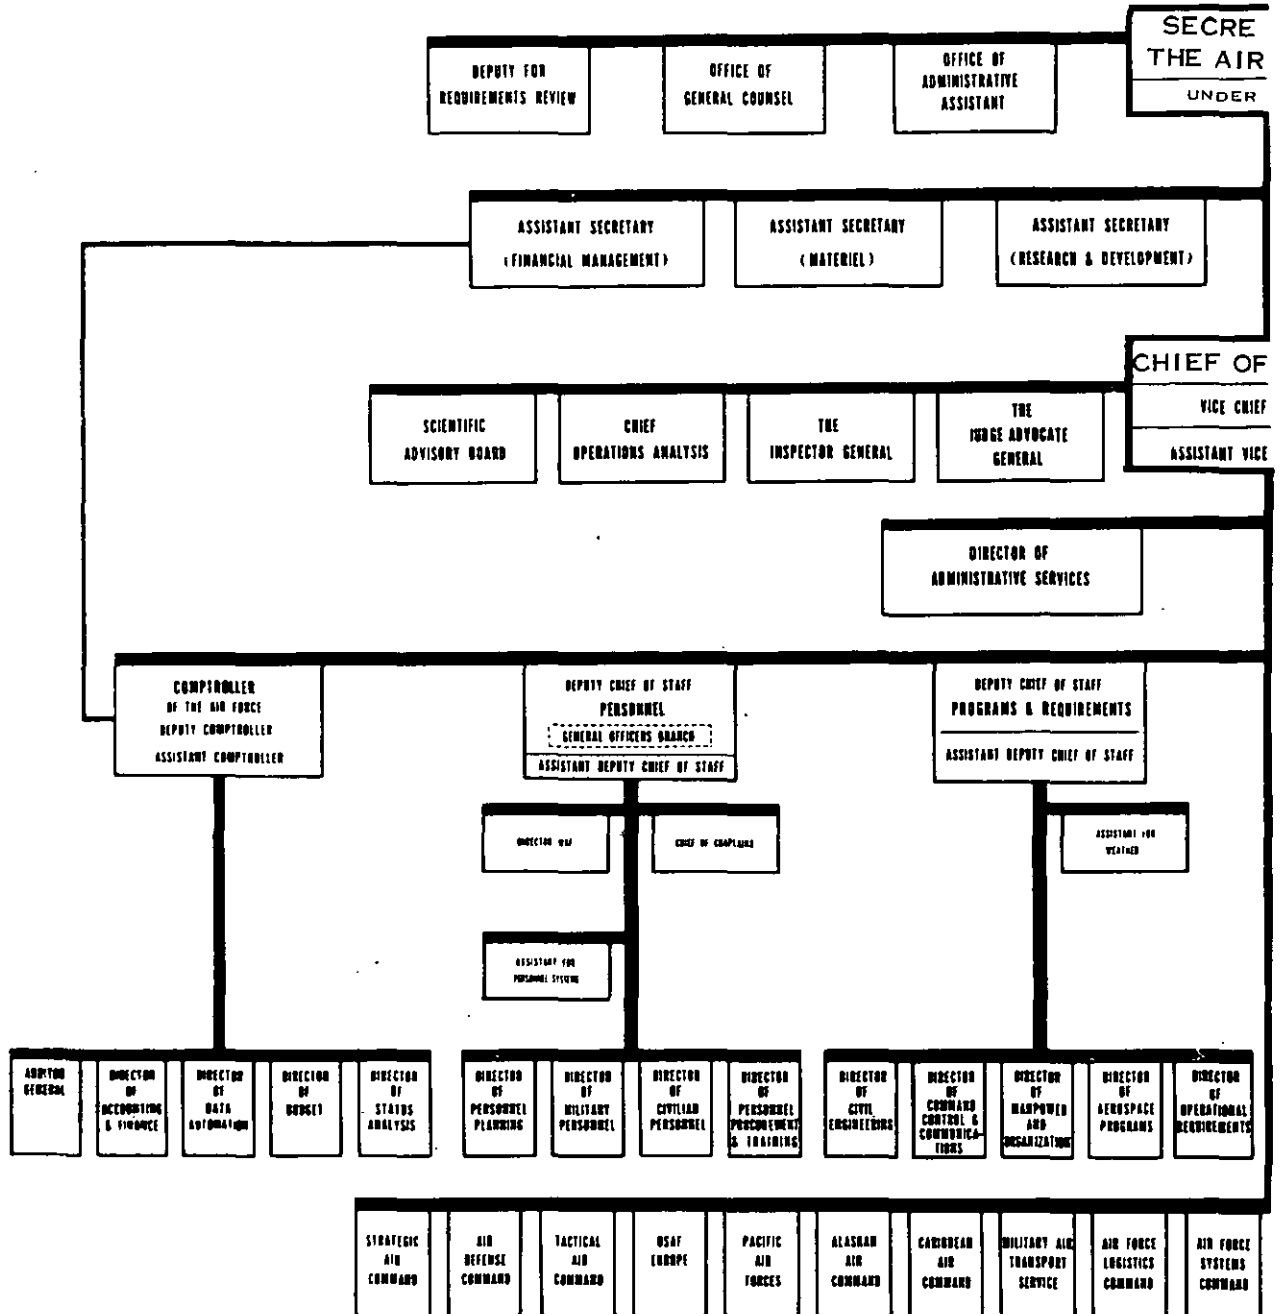 SECRE
THE AIR
UNDER
DEPUTY FOR
REQUIREMENTS REVIEW
OFFICE OF
GENERAL COUNSEL
OFFICE OF
ADMINISTRATIVE
ASSISTANT
ASSISTANT SECRETARY
(FINANCIAL MANAGEMENT)
ASSISTANT SECRETARY
(MATERIEL)
ASSISTANT SECRETARY
(RESEARCH & DEVELOPMENT)
CHIEF OF
VICE CHIEF
ASSISTANT VICE
SCIENTIFIC
ADVISORY BOARD
CHIEF
OPERATIONS ANALYSIS
THE
INSPECTOR GENERAL
THE
JUDGE ADVOCATE
GENERAL
DIRECTOR OF
ADMINISTRATIVE SERVICES
COMPTROLLER
OF THE AIR FORCE
DEPUTY COMPTROLLER
ASSISTANT COMPTROLLER
DEPUTY CHIEF OF STAFF
PERSONNEL
GENERAL OFFICERS BRANCH
ASSISTANT DEPUTY CHIEF OF STAFF
DEPUTY CHIEF OF STAFF
PROGRAMS & REQUIREMENTS
ASSISTANT DEPUTY CHIEF OF STAFF
DIRECTOR WAF
CHIEF OF CHAPLAINS
ASSISTANT FOR
WEATHER
ASSISTANT FOR
PERSONNEL SYSTEMS
AUDITOR
GENERAL
DIRECTOR
OF
ACCOUNTING
& FINANCE
DIRECTOR
OF
DATA
AUTOMATION
DIRECTOR
OF
BUDGET
DIRECTOR
OF
STATUS
ANALYSIS
DIRECTOR
OF
PERSONNEL
PLANNING
DIRECTOR
OF
MILITARY
PERSONNEL
DIRECTOR
OF
CIVILIAN
PERSONNEL
DIRECTOR
OF
PERSONNEL
PROCUREMENT
& TRAINING
DIRECTOR
OF
CIVIL
ENGINEERING
DIRECTOR
OF
COMMAND
CONTROL &
COMMUNICA-
TIONS
DIRECTOR
OF
MANPOWER
AND
ORGANIZATION
DIRECTOR
OF
AEROSPACE
PROGRAMS
DIRECTOR
OF
OPERATIONAL
REQUIREMENTS
STRATEGIC
AIR
COMMAND
AIR
DEFENSE
COMMAND
TACTICAL
AIR
COMMAND
USAF
EUROPE
PACIFIC
AIR
FORCES
ALASKAN
AIR
COMMAND
CARIBBEAN
AIR
COMMAND
MILITARY AIR
TRANSPORT
SERVICE
AIR FORCE
LOGISTICS
COMMAND
AIR FORCE
SYSTEMS
COMMAND